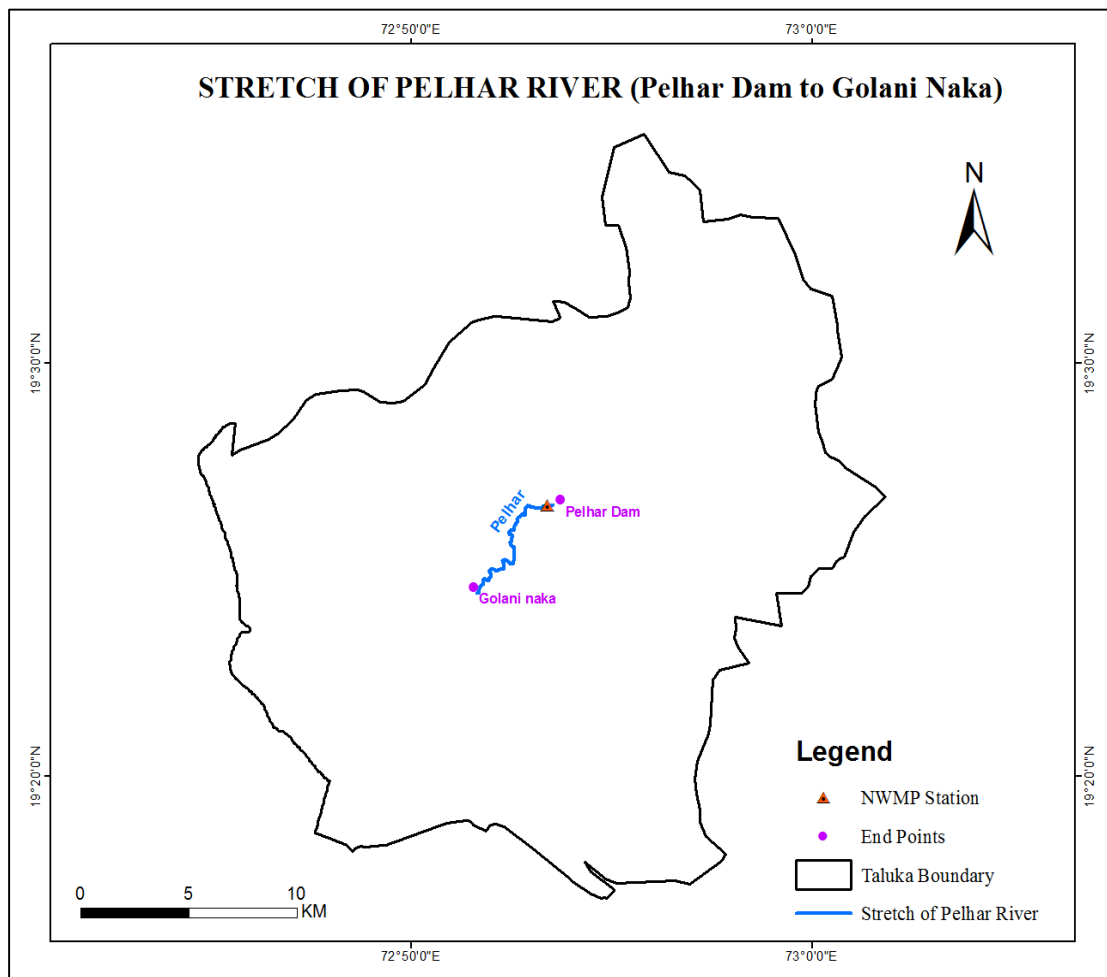 72°50'0"E
73°0'0"E
STRETCH OF PELHAR RIVER (Pelhar Dam to Golani Naka)
N
19°30'0"N
19°30'0"N
Pelhar
Pelhar Dam
Golani naka
19°20'0"N
19°20'0"N
Legend
NWMP Station
End Points
Taluka Boundary
Stretch of Pelhar River
0 5 10
KM
72°50'0"E
73°0'0"E